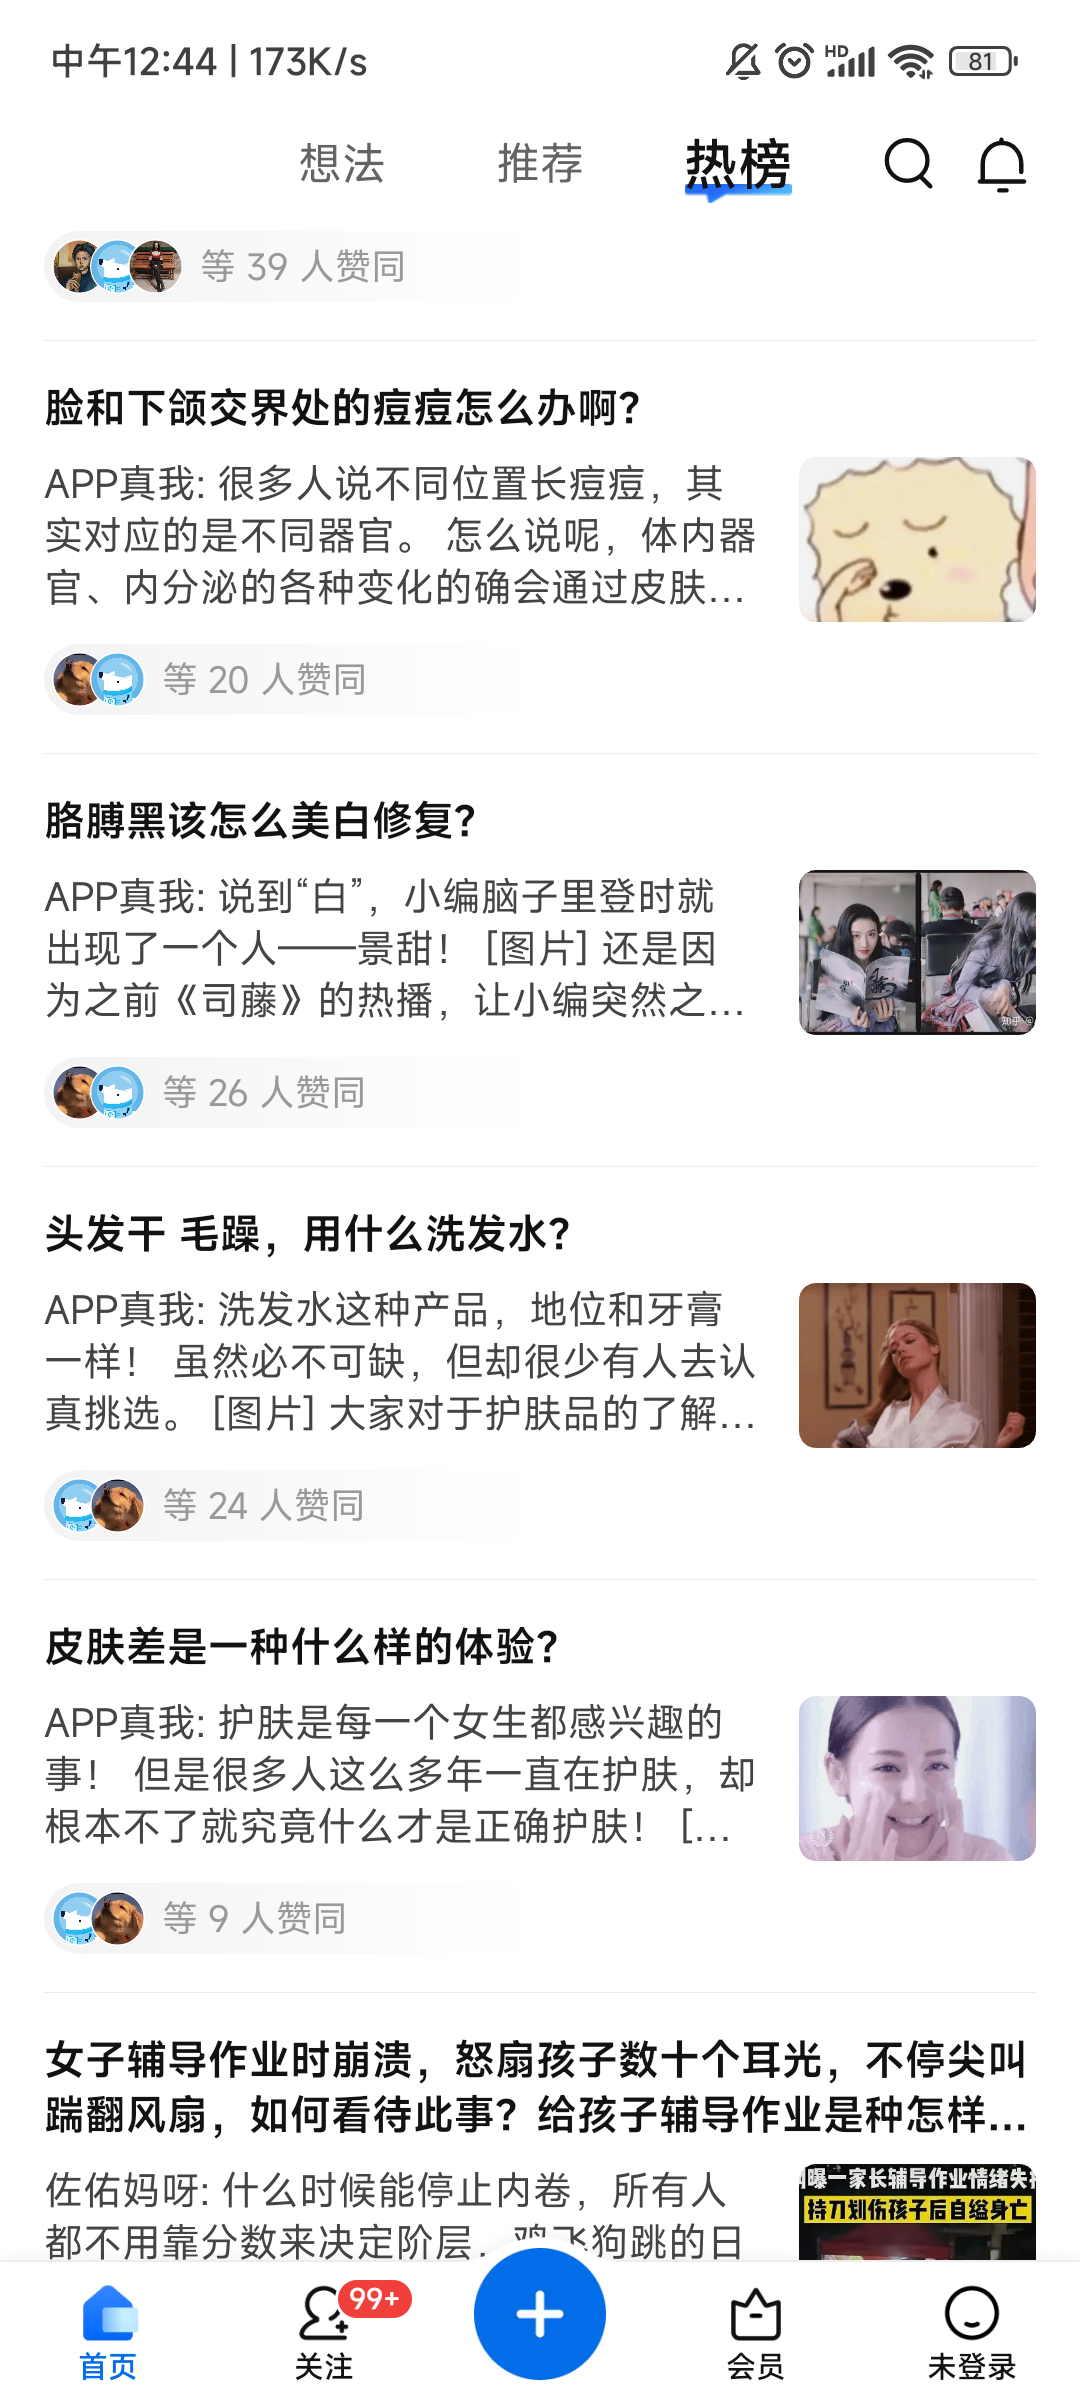 中午12:44 | 173K/s
HD
81
想法 推荐 热榜
等 39 人赞同
脸和下颌交界处的痘痘怎么办啊？
APP真我: 很多人说不同位置长痘痘，其
实对应的是不同器官。 怎么说呢，体内器
官、内分泌的各种变化的确会通过皮肤...
等 20 人赞同
胳膊黑该怎么美白修复？
APP真我: 说到“白”，小编脑子里登时就
出现了一个人——景甜！ [图片] 还是因
为之前《司藤》的热播，让小编突然之...
知乎 @
等 26 人赞同
头发干 毛躁，用什么洗发水？
APP真我: 洗发水这种产品，地位和牙膏
一样！ 虽然必不可缺，但却很少有人去认
真挑选。 [图片] 大家对于护肤品的了解...
等 24 人赞同
皮肤差是一种什么样的体验？
APP真我: 护肤是每一个女生都感兴趣的
事！ 但是很多人这么多年一直在护肤，却
根本不了就究竟什么才是正确护肤！ [...
等 9 人赞同
女子辅导作业时崩溃，怒扇孩子数十个耳光，不停尖叫
踹翻风扇，如何看待此事？给孩子辅导作业是种怎样...
佐佑妈呀: 什么时候能停止内卷，所有人
都不用靠分数来决定阶层，鸡飞狗跳的日
曝一家长辅导作业情绪失
持刀划伤孩子后自缢身亡
99+
首页 关注 会员 未登录